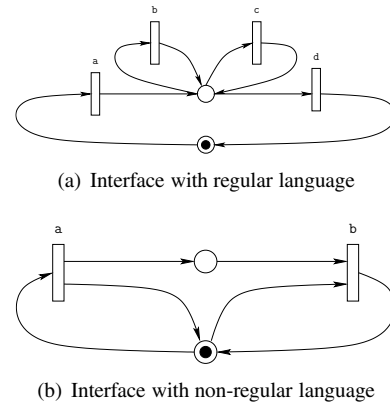 b
c
a
d
(a) Interface with regular language
a
b
(b) Interface with non-regular language